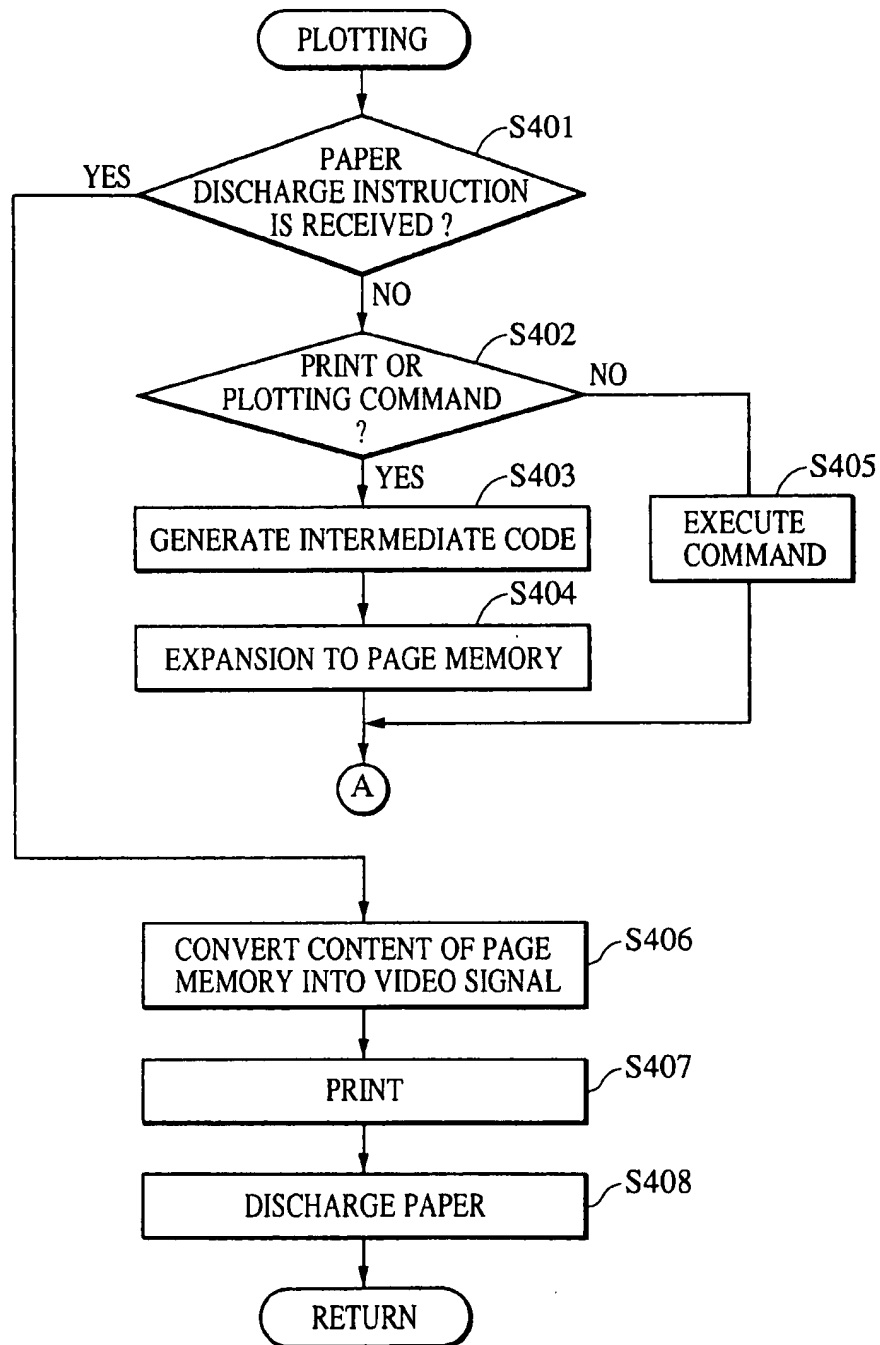 PLOTTING
S401
PAPER
DISCHARGE INSTRUCTION
IS RECEIVED ?
YES
NO
S402
PRINT OR
PLOTTING COMMAND
?
NO
YES
S403
GENERATE INTERMEDIATE CODE
S405
EXECUTE
COMMAND
S404
EXPANSION TO PAGE MEMORY
A
CONVERT CONTENT OF PAGE
MEMORY INTO VIDEO SIGNAL
S406
PRINT
S407
DISCHARGE PAPER
S408
RETURN